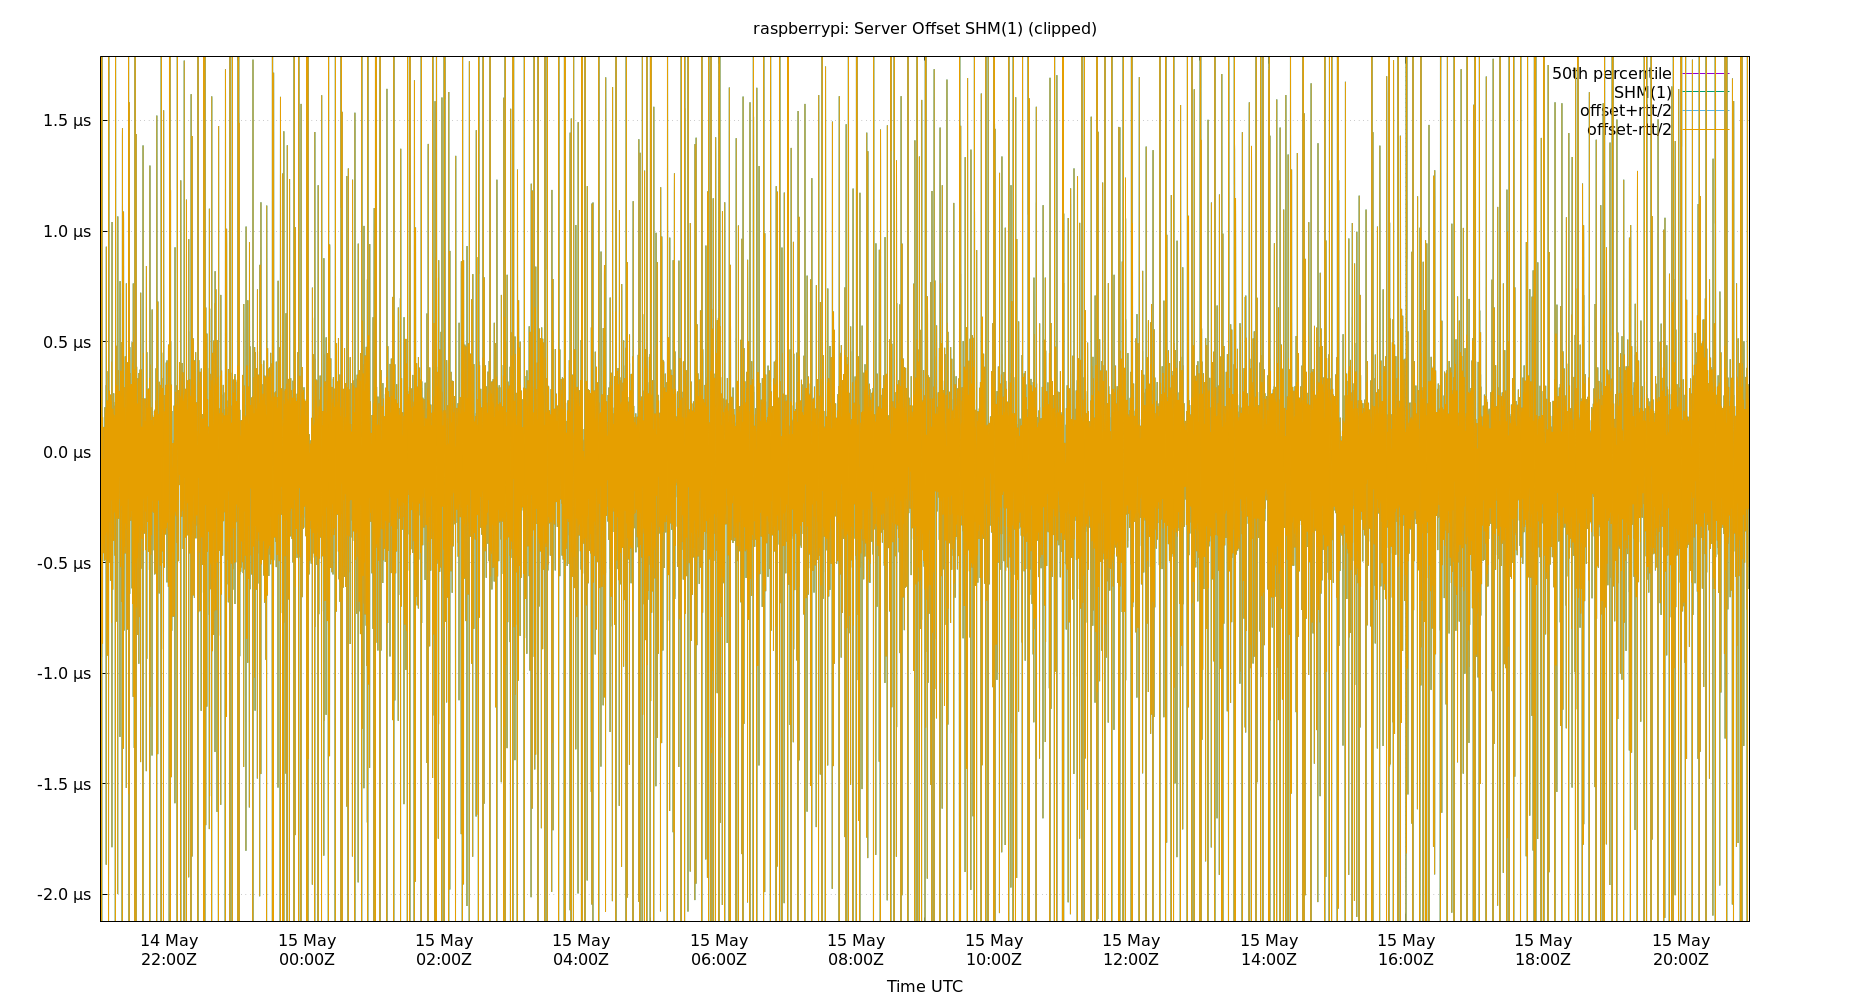 raspberrypi: Server Offset SHM(1) (clipped)
50th percentile
SHM(1)
offset+rtt/2
offset-rtt/2
1.5 µs
1.0 µs
0.5 µs
0.0 µs
-0.5 µs
-1.0 µs
-1.5 µs
-2.0 µs
14 May 15 May 15 May 15 May 15 May 15 May 15 May 15 May 15 May 15 May 15 May 15 May
22:00Z 00:00Z 02:00Z 04:00Z 06:00Z 08:00Z 10:00Z 12:00Z 14:00Z 16:00Z 18:00Z 20:00Z
Time UTC